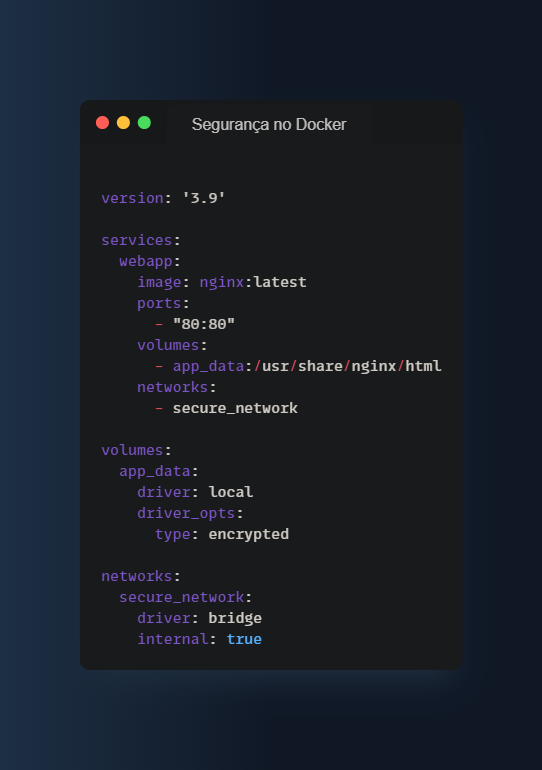 Segurança no Docker
version: '3.9'
services:
  webapp:
    image: nginx:latest
    ports:
      - "80:80"
    volumes:
      - app_data:/usr/share/nginx/html
    networks:
      - secure_network
volumes:
  app_data:
    driver: local
    driver_opts:
      type: encrypted
networks:
  secure_network:
    driver: bridge
    internal: true